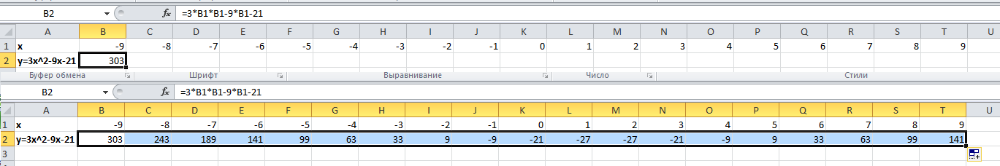 B2 fx =3*B1*B1-9*B1-21
A B C D E F G H I J K L M N O P Q R S T U
1 x -9 -8 -7 -6 -5 -4 -3 -2 -1 0 1 2 3 4 5 6 7 8 9
2 y=3x^2-9x-21 303
Буфер обмена Шрифт Выравнивание Число Стили
B2 fx =3*B1*B1-9*B1-21
A B C D E F G H I J K L M N O P Q R S T U
1 x -9 -8 -7 -6 -5 -4 -3 -2 -1 0 1 2 3 4 5 6 7 8 9
2 y=3x^2-9x-21 303 243 189 141 99 63 33 9 -9 -21 -27 -27 -21 -9 9 33 63 99 141
3